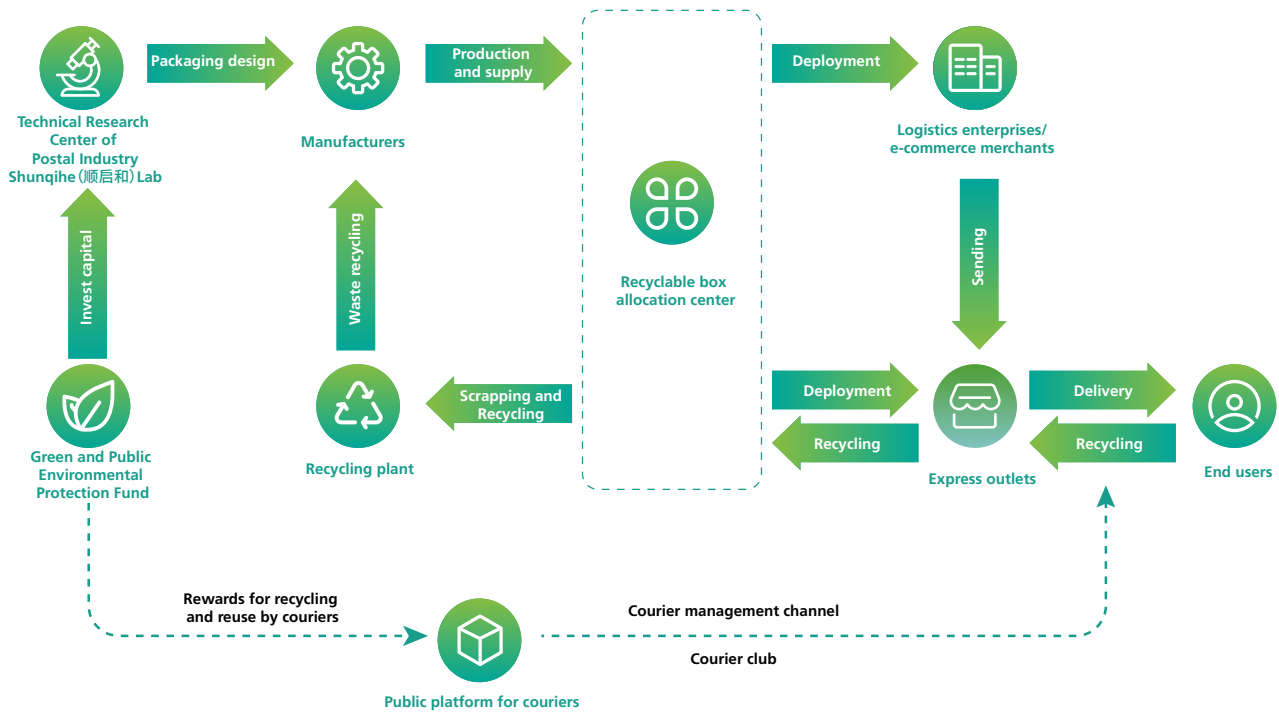 Packaging design
Production
and supply
Deployment
Technical Research
Center of
Postal Industry
Shunqihe（顺启和）Lab
Manufacturers
Logistics enterprises/
e-commerce merchants
Invest capital
Waste recycling
Recyclable box
allocation center
Sending
Scrapping and
Recycling
Deployment
Recycling
Delivery
Recycling
Green and Public
Environmental
Protection Fund
Recycling plant
Express outlets
End users
Rewards for recycling
and reuse by couriers
Courier management channel
Courier club
Public platform for couriers